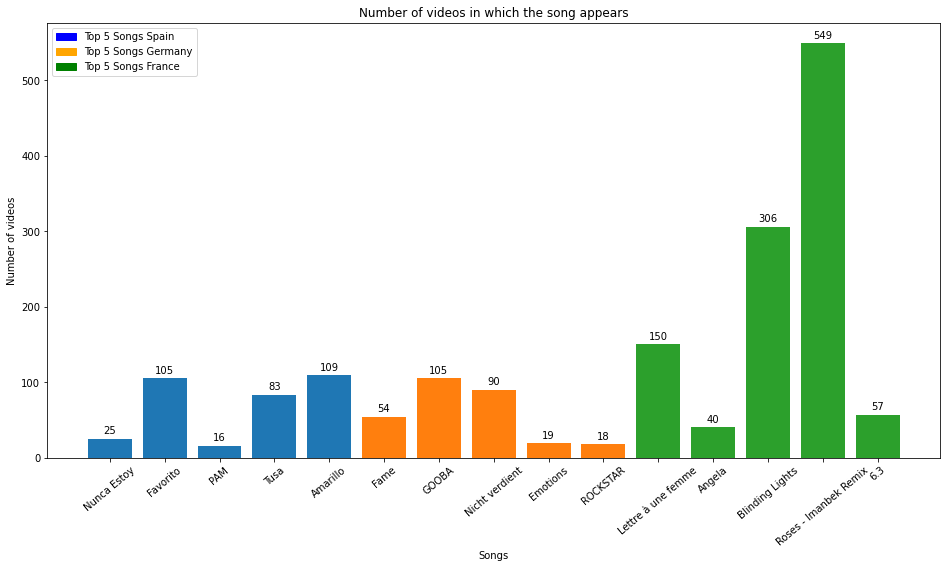 Number of videos in which the song appears
Top 5 Songs Spain
Top 5 Songs Germany
Top 5 Songs France
Number of videos
500
400
300
200
100
0
25
105
16
83
109
54
105
90
19
18
150
40
306
549
57
Nunca Estoy
Favorito
PAM
Tusa
Amarillo
Fame
GOOBA
Nicht verdient
Emotions
ROCKSTAR
Lettre à une femme
Angela
Blinding Lights
Roses - Imanbek Remix
6.3
Songs